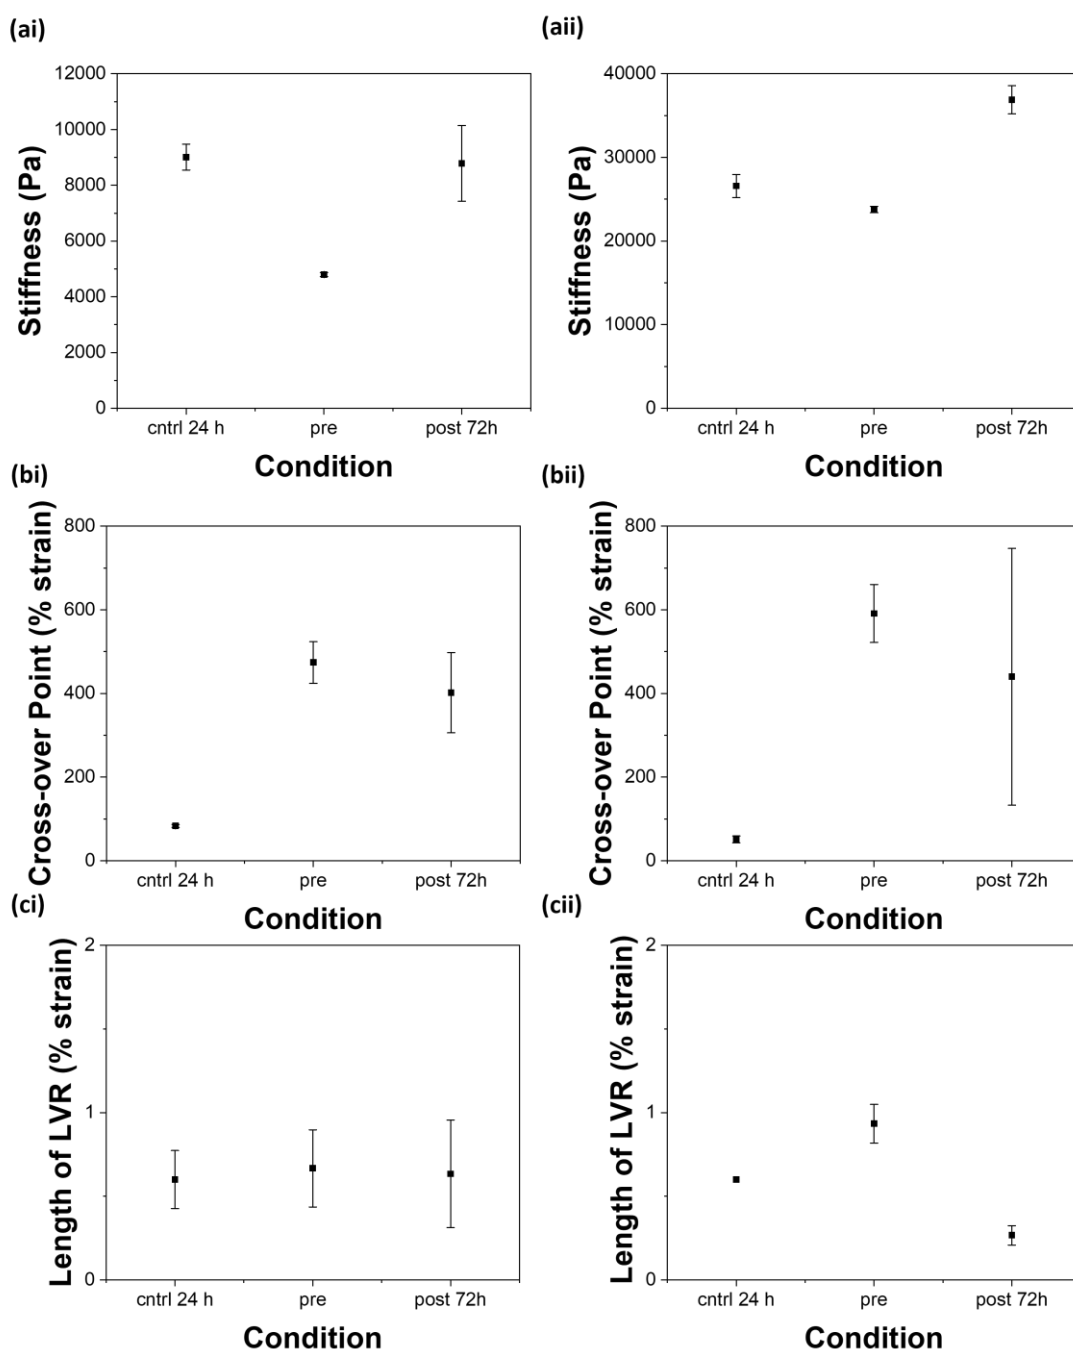 (ai)
Stiffness (Pa)
12000
10000
8000
6000
4000
2000
0
cntrl 24 h
pre
post 72h
Condition
(aii)
Stiffness (Pa)
40000
30000
20000
10000
0
cntrl 24 h
pre
post 72h
Condition
(bi)
Cross-over Point (% strain)
800
600
400
200
0
cntrl 24 h
pre
post 72h
Condition
(bii)
Cross-over Point (% strain)
800
600
400
200
0
cntrl 24 h
pre
post 72h
Condition
(ci)
Length of LVR (% strain)
2
1
0
cntrl 24 h
pre
post 72h
Condition
(cii)
Length of LVR (% strain)
2
1
0
cntrl 24 h
pre
post 72h
Condition